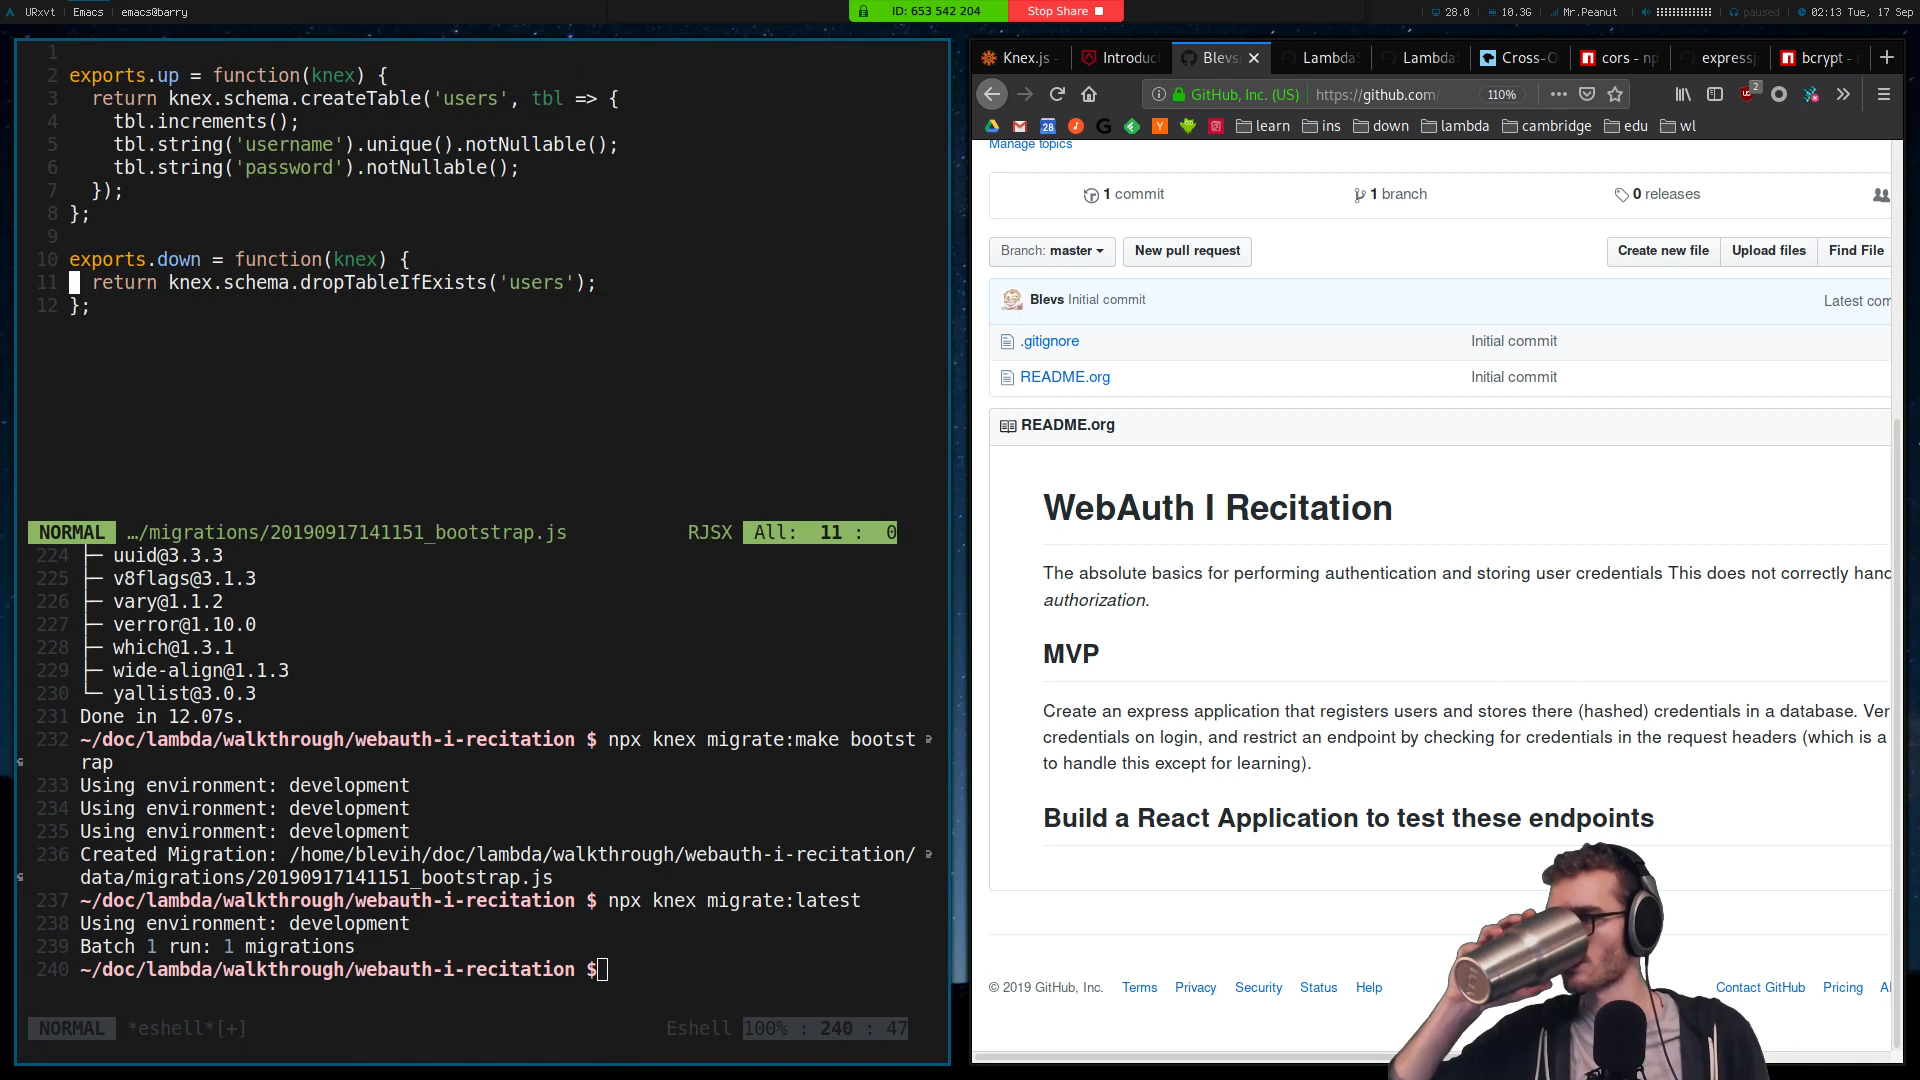 URxvt Emacs emacs@barry
ID: 653 542 204 Stop Share
28.0 10.3G Mr.Peanut paused 02:13 Tue, 17 Sep
1
2 exports.up = function(knex) {
3 return knex.schema.createTable('users', tbl => {
4 tbl.increments();
5 tbl.string('username').unique().notNullable();
6 tbl.string('password').notNullable();
7 });
8 };
9
10 exports.down = function(knex) {
11 return knex.schema.dropTableIfExists('users');
12 };
NORMAL …/migrations/20190917141151_bootstrap.js RJSX All: 11 : 0
224 ├─ uuid@3.3.3
225 ├─ v8flags@3.1.3
226 ├─ vary@1.1.2
227 ├─ verror@1.10.0
228 ├─ which@1.3.1
229 ├─ wide-align@1.1.3
230 └─ yallist@3.0.3
231 Done in 12.07s.
232 ~/doc/lambda/walkthrough/webauth-i-recitation $ npx knex migrate:make bootst
rap
233 Using environment: development
234 Using environment: development
235 Using environment: development
236 Created Migration: /home/blevih/doc/lambda/walkthrough/webauth-i-recitation/
data/migrations/20190917141151_bootstrap.js
237 ~/doc/lambda/walkthrough/webauth-i-recitation $ npx knex migrate:latest
238 Using environment: development
239 Batch 1 run: 1 migrations
240 ~/doc/lambda/walkthrough/webauth-i-recitation $
NORMAL *eshell*[+] Eshell 100% : 240 : 47
Knex.js - Introduc Blevs/ Lambda Lambda Cross-O cors - np express bcrypt -
GitHub, Inc. (US) https://github.com/ 110% 2
28 learn ins down lambda cambridge edu wl
Manage topics
1 commit 1 branch 0 releases
Branch: master New pull request Create new file Upload files Find File
Blevs Initial commit Latest com
.gitignore Initial commit
README.org Initial commit
README.org
WebAuth I Recitation
The absolute basics for performing authentication and storing user credentials This does not correctly hanc
authorization.
MVP
Create an express application that registers users and stores there (hashed) credentials in a database. Ver
credentials on login, and restrict an endpoint by checking for credentials in the request headers (which is a
to handle this except for learning).
Build a React Application to test these endpoints
© 2019 GitHub, Inc. Terms Privacy Security Status Help Contact GitHub Pricing